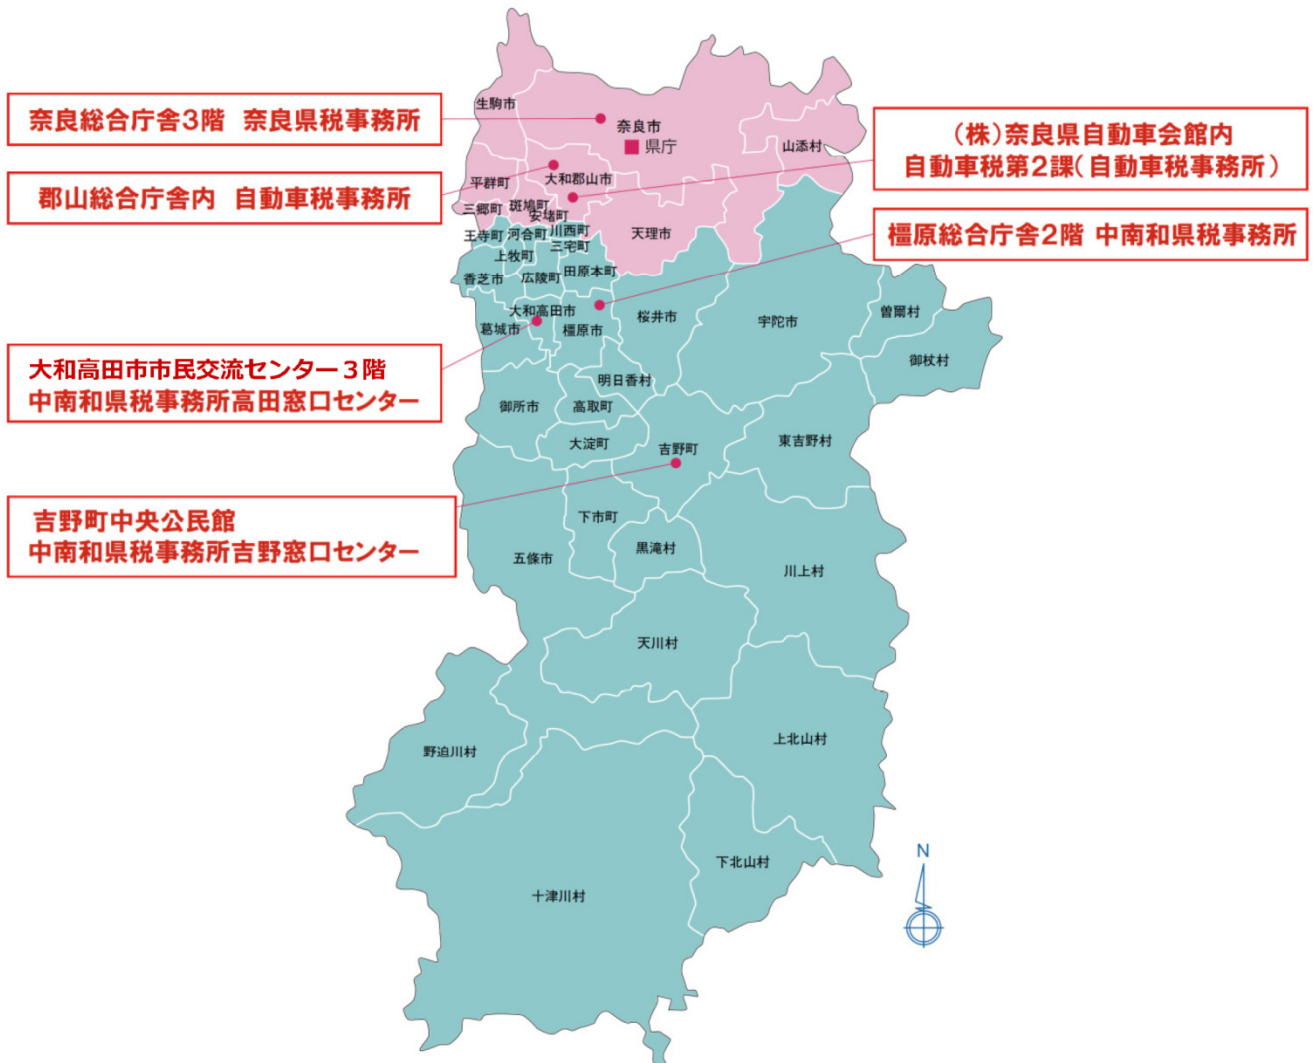 生駒市
奈良総合庁舎3階 奈良県税事務所
奈良市
県庁
山添村
（株）奈良県自動車会館内
自動車税第2課（自動車税事務所）
郡山総合庁舎内 自動車税事務所
平群町
大和郡山市
三郷町
斑鳩町
安堵町
王寺町
河合町
川西町
三宅町
天理市
橿原総合庁舎2階 中南和県税事務所
上牧町
香芝市
広陵町
田原本町
大和高田市
葛城市
橿原市
桜井市
宇陀市
曽爾村
御杖村
大和高田市市民交流センター３階
中南和県税事務所高田窓口センター
明日香村
御所市
高取町
大淀町
吉野町
東吉野村
吉野町中央公民館
中南和県税事務所吉野窓口センター
下市町
黒滝村
五條市
川上村
天川村
野迫川村
上北山村
下北山村
十津川村
N